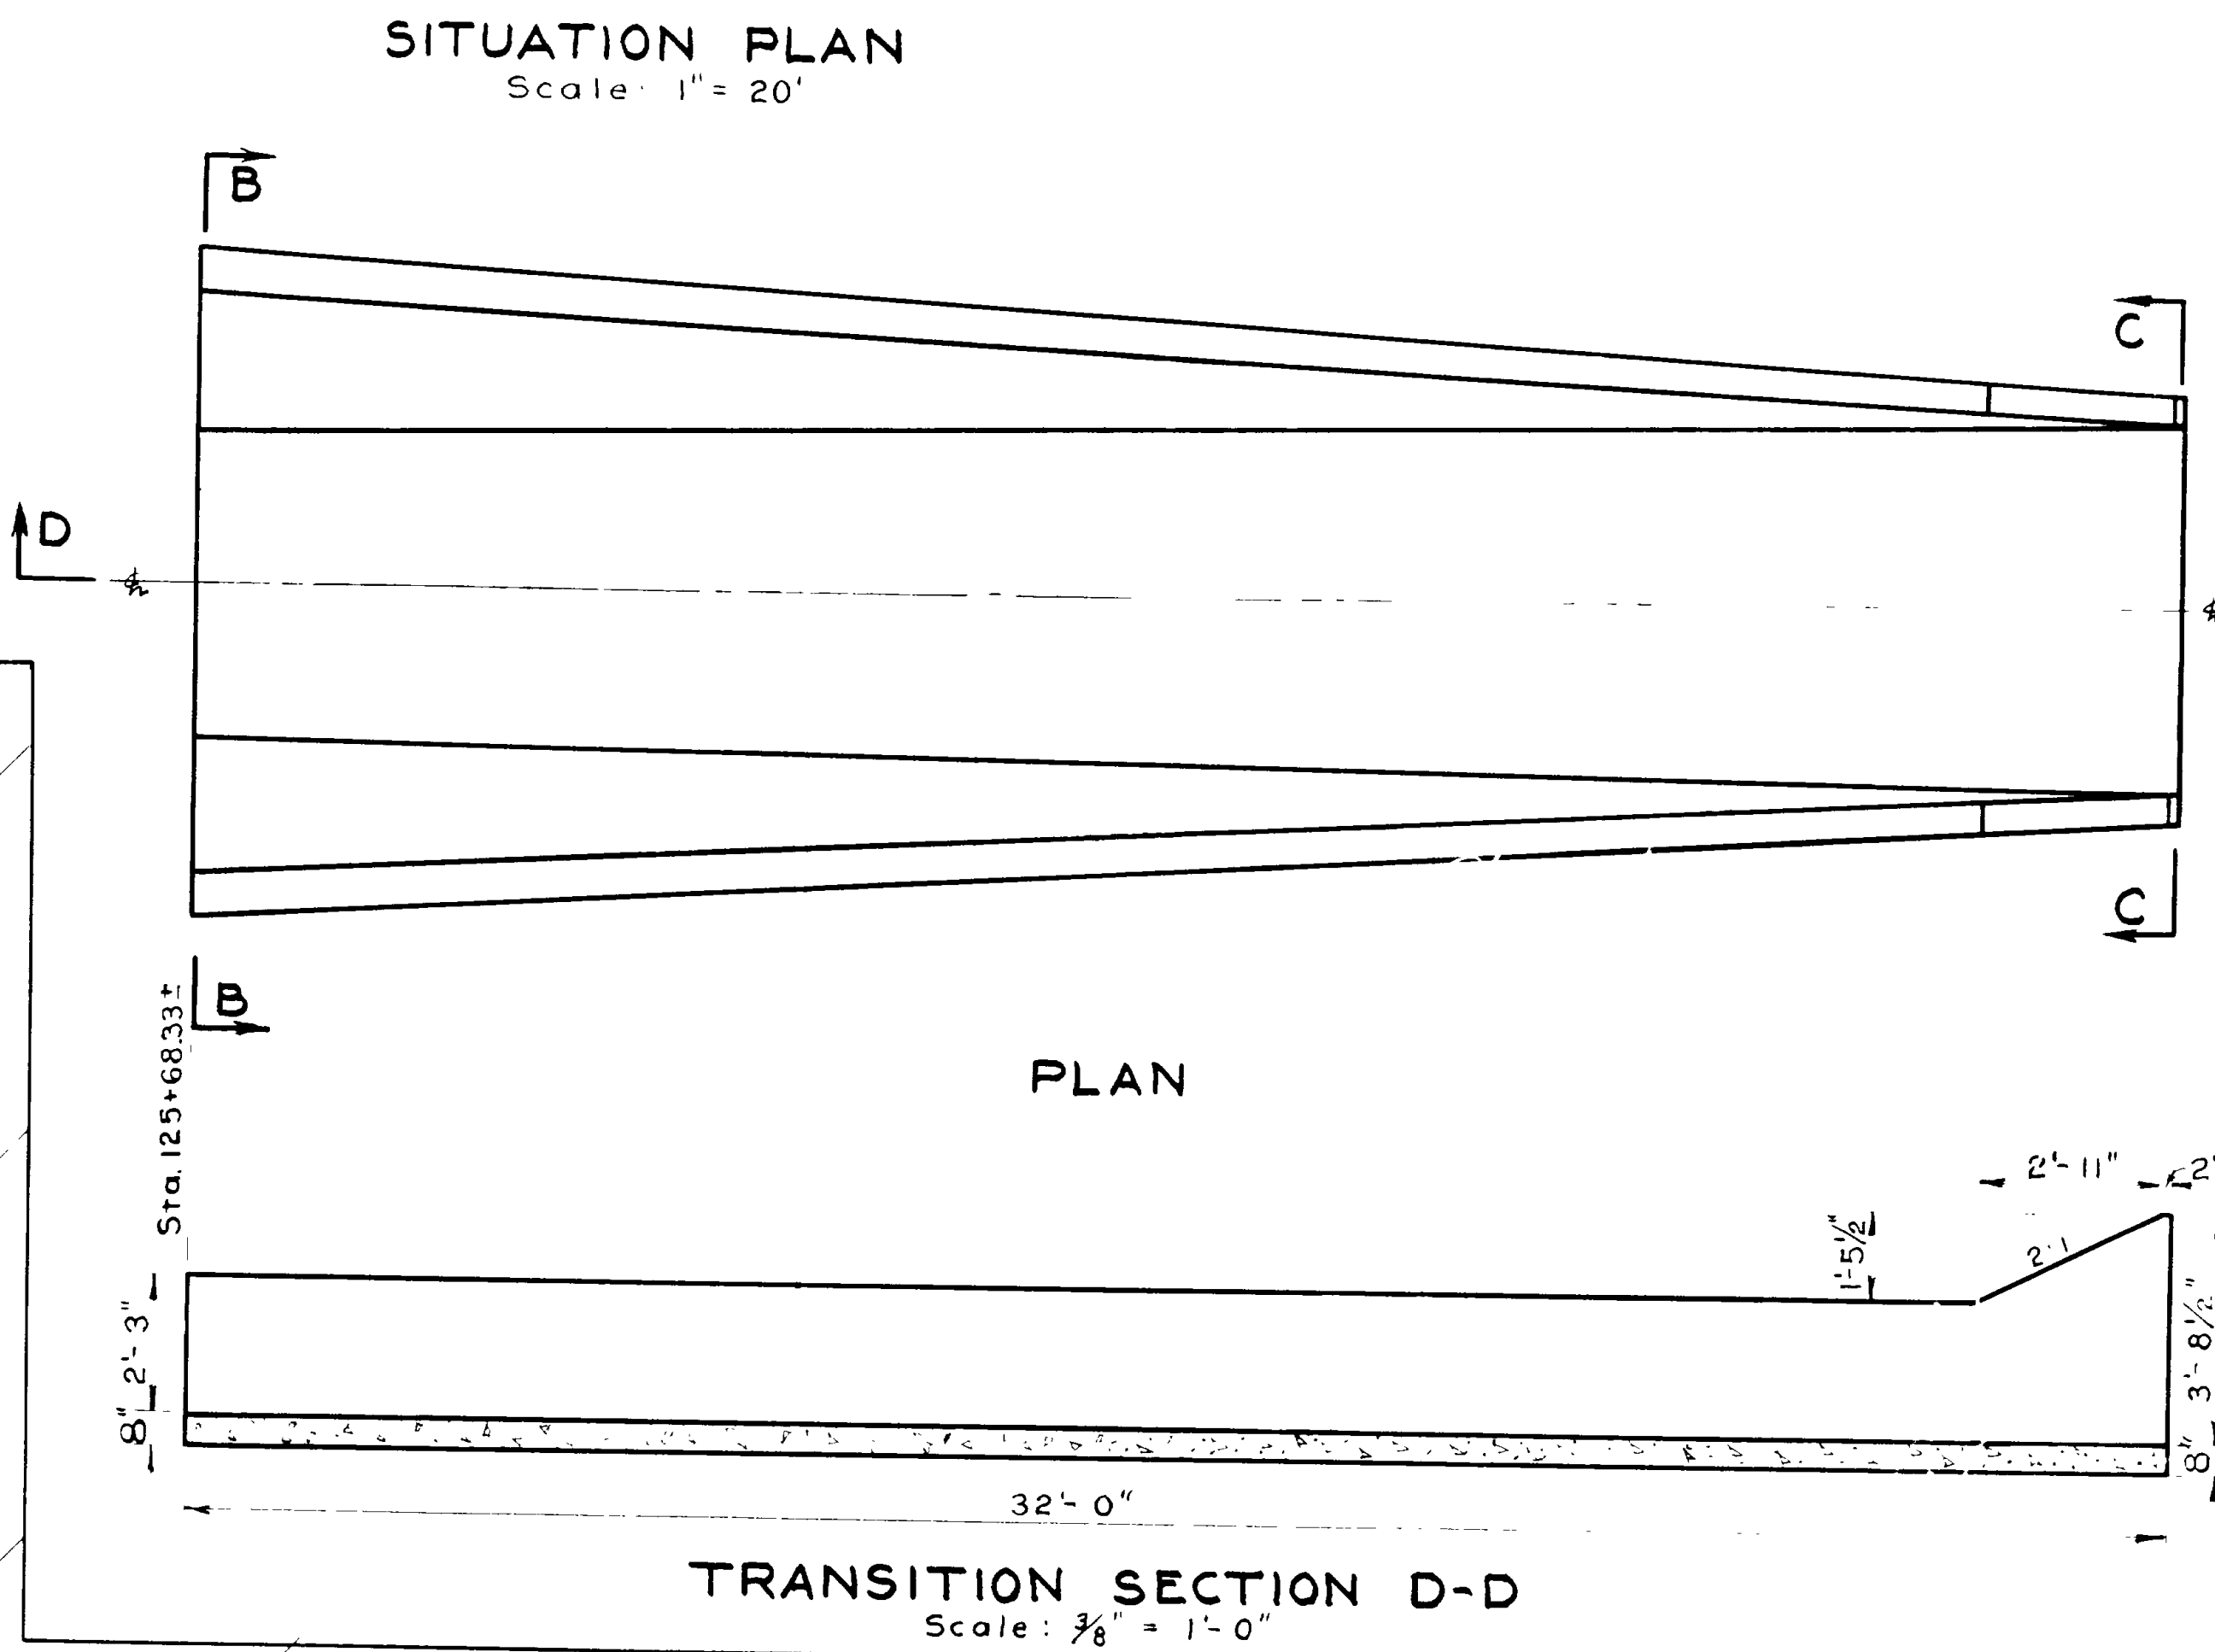 SITUATION PLAN
Scale: 1" = 20'
B
C
D
C
B
Sta. 125+68.33±
PLAN
2'-11"
2"
1'-5½"
2:1
2'-3"
3'-8½"
8"
8"
32'-0"
TRANSITION SECTION D-D
Scale: ⅜" = 1'-0"